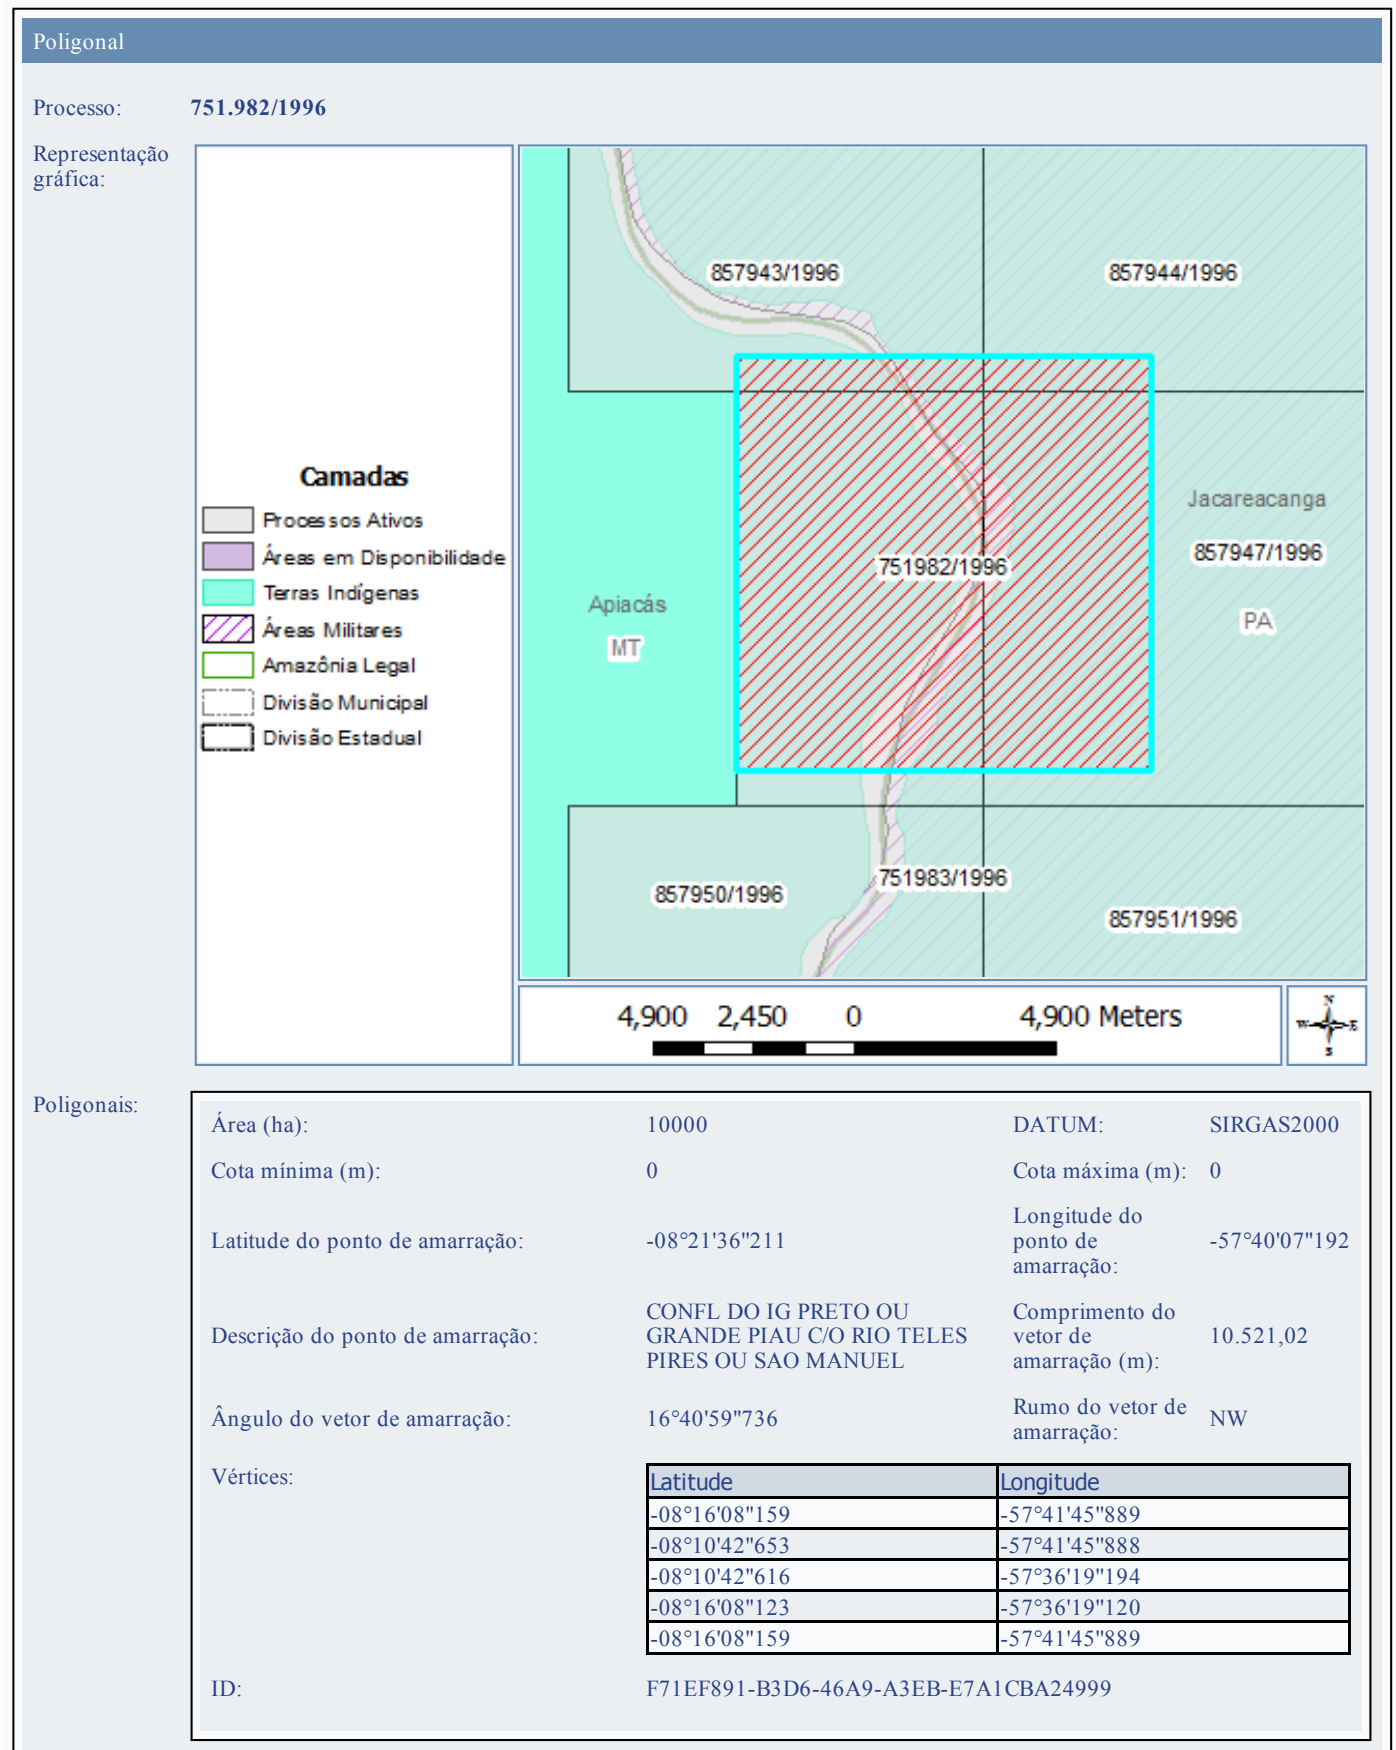 Poligonal
Processo: 751.982/1996
Representação
gráfica:
Camadas
Processos Ativos
Áreas em Disponibilidade
Terras Indígenas
Áreas Militares
Amazônia Legal
Divisão Municipal
Divisão Estadual
857943/1996
857944/1996
Jacareacanga
857947/1996
751982/1996
Apiacás
MT
PA
857950/1996
751983/1996
857951/1996
4,900 2,450 0 4,900 Meters
N
W E
S
Poligonais:
Área (ha): 10000 DATUM: SIRGAS2000
Cota mínima (m): 0 Cota máxima (m): 0
Latitude do ponto de amarração: -08°21'36"211
Longitude do
ponto de
amarração:
-57°40'07"192
Descrição do ponto de amarração:
CONFL DO IG PRETO OU
GRANDE PIAU C/O RIO TELES
PIRES OU SAO MANUEL
Comprimento do
vetor de
amarração (m):
10.521,02
Ângulo do vetor de amarração: 16°40'59"736
Rumo do vetor de
amarração:
NW
Vértices:
Latitude Longitude
-08°16'08"159 -57°41'45"889
-08°10'42"653 -57°41'45"888
-08°10'42"616 -57°36'19"194
-08°16'08"123 -57°36'19"120
-08°16'08"159 -57°41'45"889
ID: F71EF891-B3D6-46A9-A3EB-E7A1CBA24999